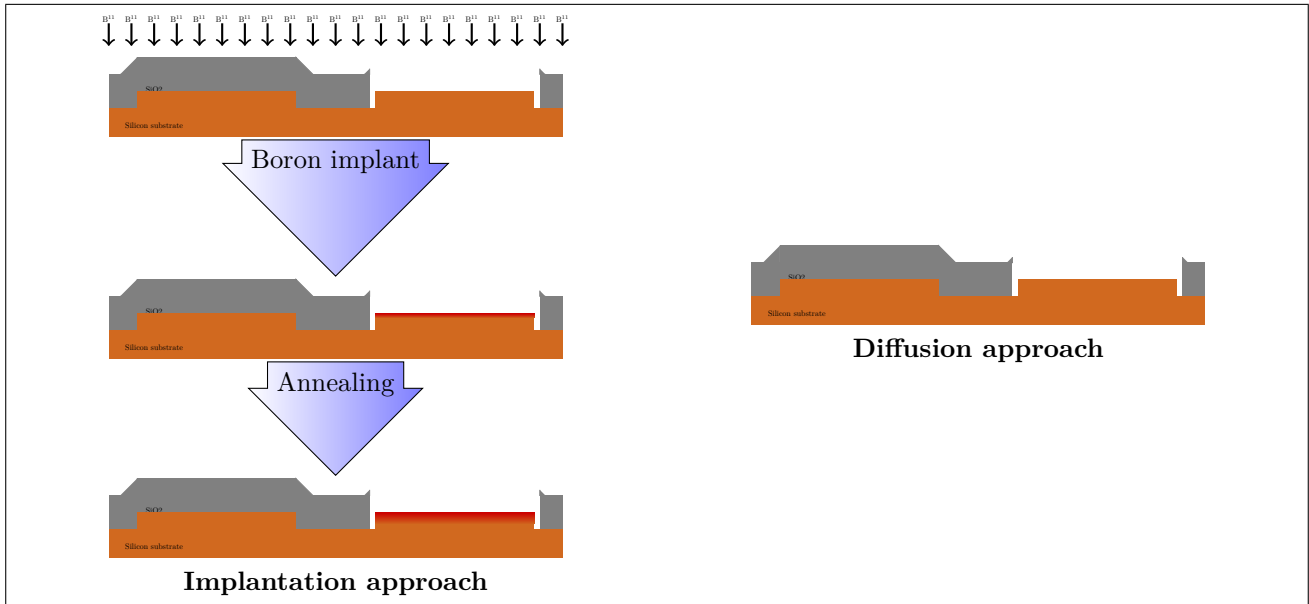 B11 B11 B11 B11 B11 B11 B11 B11 B11 B11 B11 B11 B11 B11 B11 B11 B11 B11 B11 B11 B11
SiO2
Silicon substrate
Boron implant
SiO2
Silicon substrate
Annealing
SiO2
Silicon substrate
Implantation approach
SiO2
Silicon substrate
Diffusion approach